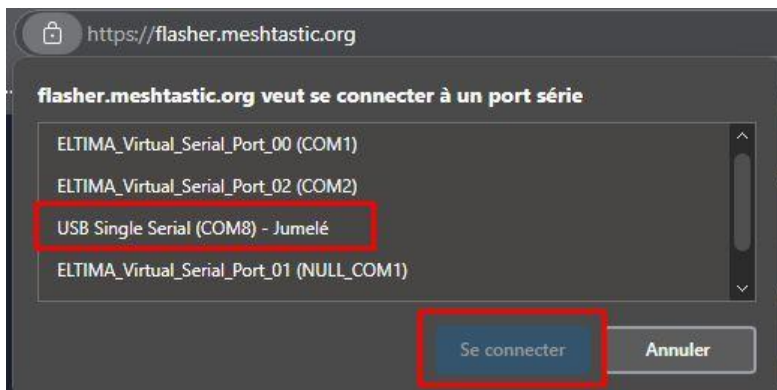 https://flasher.meshtastic.org
flasher.meshtastic.org veut se connecter à un port série
ELTIMA_Virtual_Serial_Port_00 (COM1)
ELTIMA_Virtual_Serial_Port_02 (COM2)
USB Single Serial (COM8) - Jumelé
ELTIMA_Virtual_Serial_Port_01 (NULL_COM1)
Se connecter Annuler